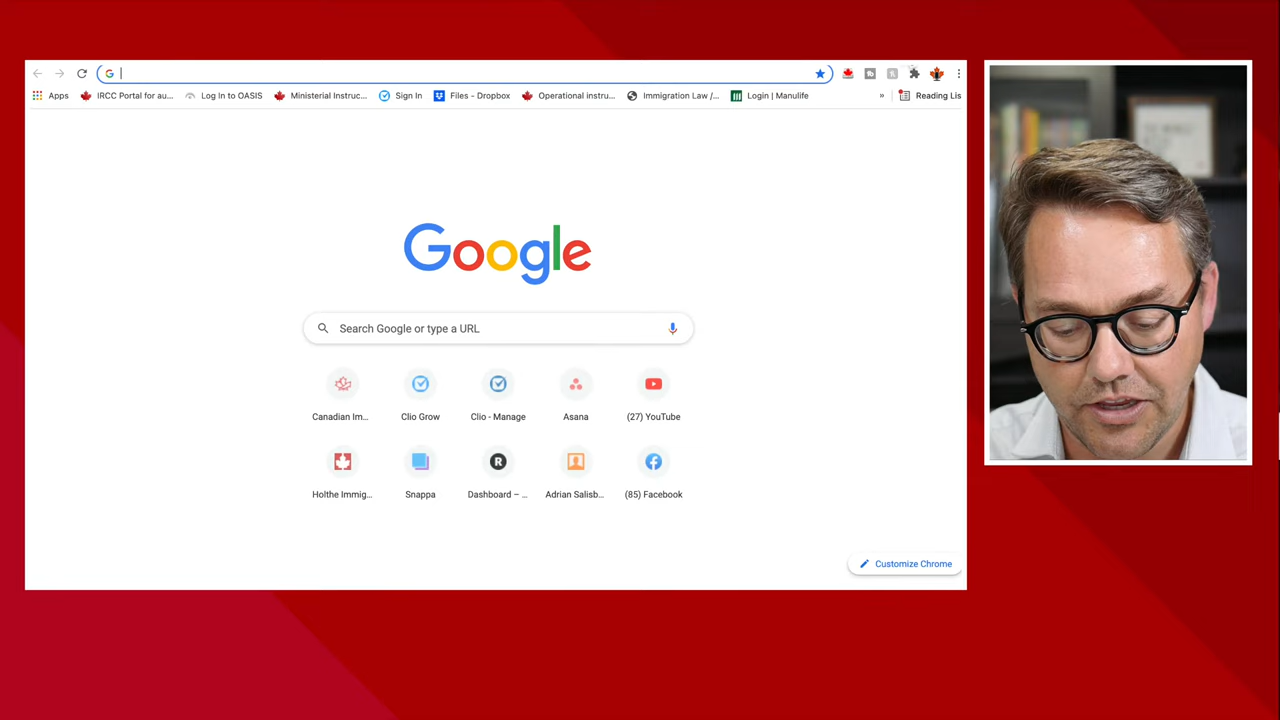 Apps IRCC Portal for au... Log In to OASIS Ministerial Instruc... Sign In Files - Dropbox Operational instru... Immigration Law /... Login | Manulife » Reading Lis
Google
Search Google or type a URL
Canadian Im... Clio Grow Clio - Manage Asana (27) YouTube
R
Holthe Immig... Snappa Dashboard – ... Adrian Salisb... (85) Facebook
Customize Chrome